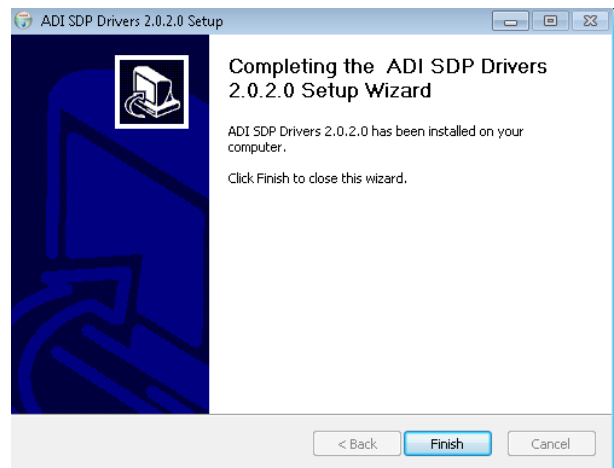 ADI SDP Drivers 2.0.2.0 Setup
Completing the ADI SDP Drivers
2.0.2.0 Setup Wizard
ADI SDP Drivers 2.0.2.0 has been installed on your
computer.
Click Finish to close this wizard.
< Back
Finish
Cancel